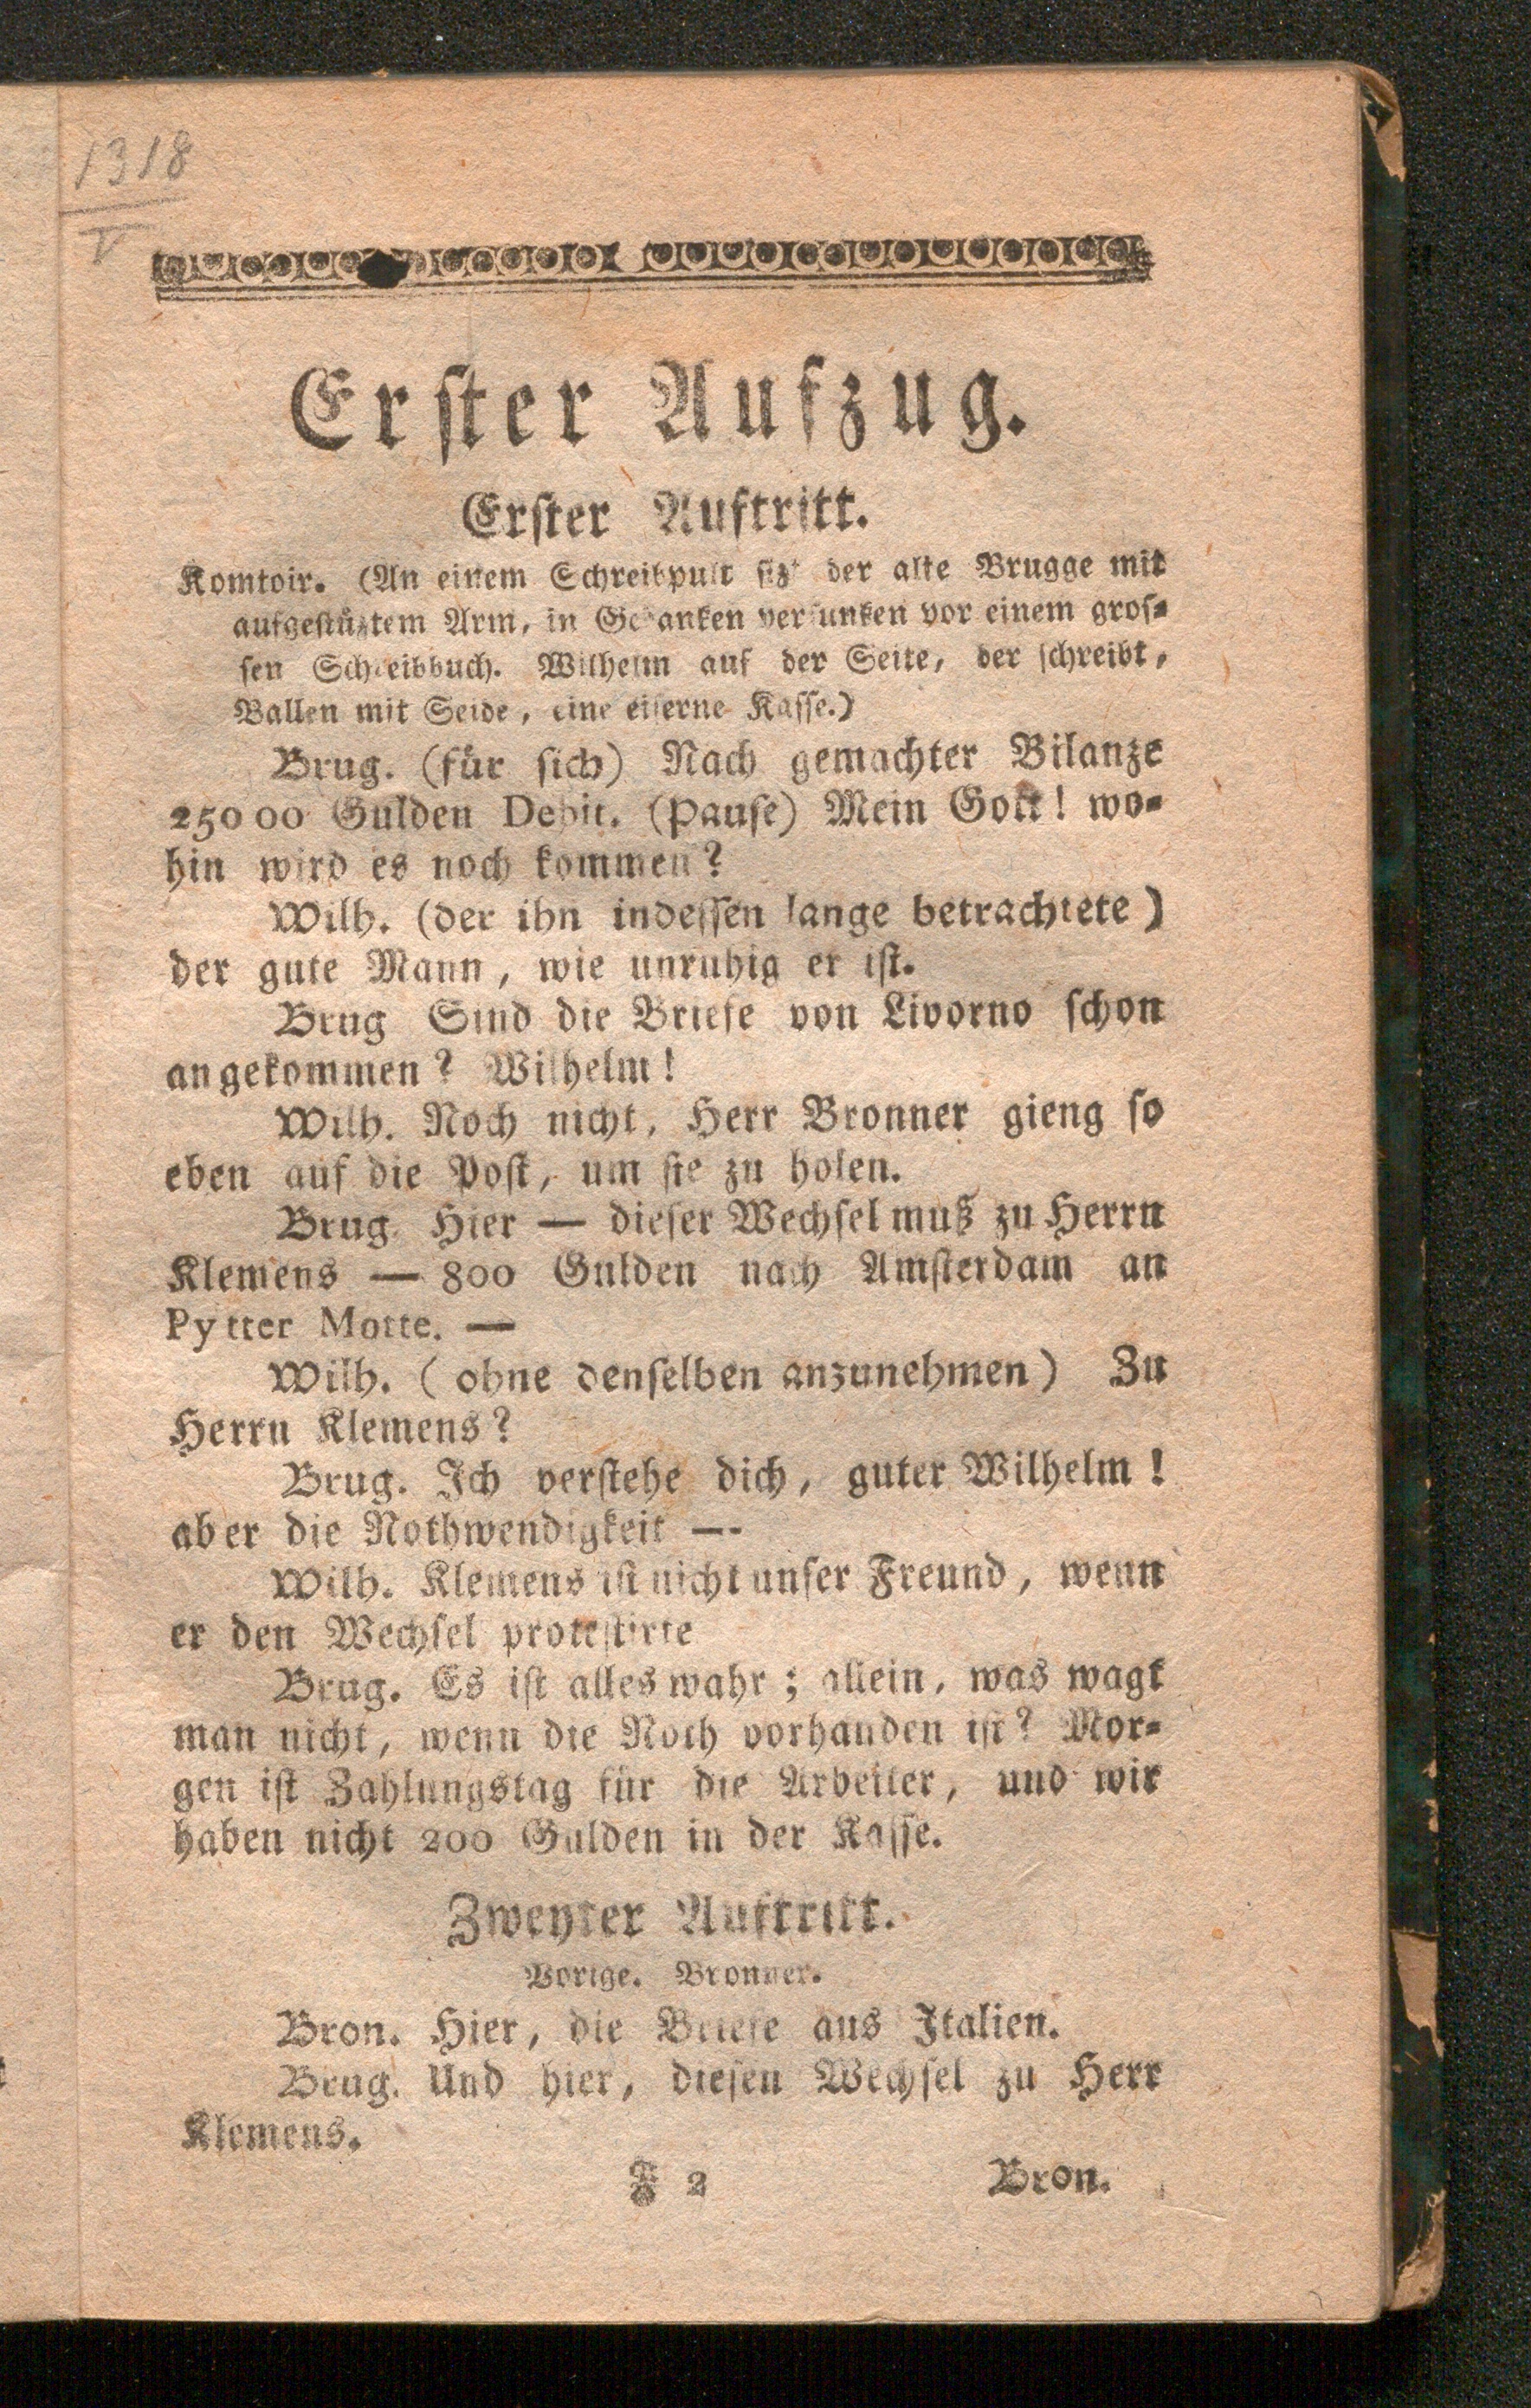 1318
V
Erster Aufzug.
Erster Auftritt.
Komtoir. (An einem Schreibpult sizt der alte Brugge mit
aufgestüztem Arm, in Gedanken versunken vor einem gros-
sen Schreibbuch. Wilhelm auf der Seite, der schreibt,
Ballen mit Seide, eine eiserne Kasse.)
Brug. (für sich) Nach gemachter Bilanze
25000 Gulden Debit. (Pause) Mein Gott! wo-
hin wird es noch kommen?
Wilh. (der ihn indessen lange betrachtete)
der gute Mann, wie unruhig er ist.
Brug Sind die Briefe von Livorno schon
angekommen? Wilhelm!
Wilh. Noch nicht, Herr Bronner gieng so
eben auf die Post, um sie zu holen.
Brug. Hier — dieser Wechsel muß zu Herrn
Klemens — 800 Gulden nach Amsterdam an
Pytter Motte. —
Wilh. (ohne denselben anzunehmen) Zu
Herrn Klemens?
Brug. Ich verstehe dich, guter Wilhelm!
aber die Nothwendigkeit —-
Wilh. Klemens ist nicht unser Freund, wenn
er den Wechsel protestirte
Brug. Es ist alles wahr; allein, was wagt
man nicht, wenn die Noth vorhanden ist? Mor-
gen ist Zahlungstag für die Arbeiter, und wir
haben nicht 200 Gulden in der Kasse.
Zweyter Auftritt.
Vorige. Bronner.
Bron. Hier, die Briefe aus Italien.
Brug. Und hier, diesen Wechsel zu Herr
Klemens.
2 Bron.